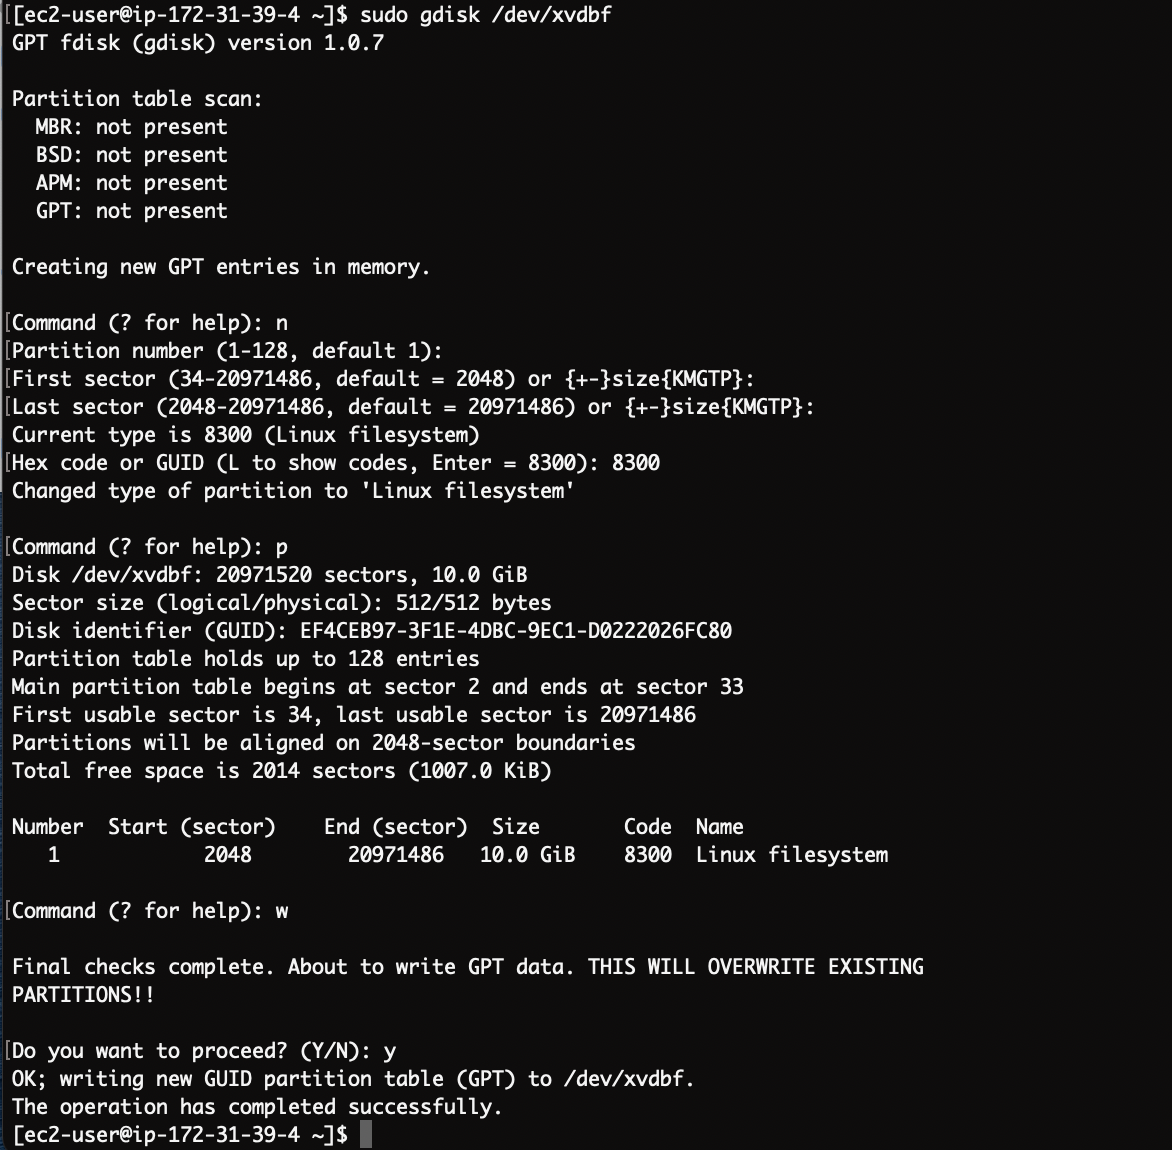 [[ec2-user@ip-172-31-39-4 ~]$ sudo gdisk /dev/xvdbf
GPT fdisk (gdisk) version 1.0.7
Partition table scan:
MBR: not present
BSD: not present
APM: not present
GPT: not present
Creating new GPT entries in memory.
[Command (? for help): n
[Partition number (1-128, default 1):
[First sector (34-20971486, default = 2048) or {+-}size{KMGTP}:
[Last sector (2048-20971486, default = 20971486) or {+-}size{KMGTP}:
Current type is 8300 (Linux filesystem)
[Hex code or GUID (L to show codes, Enter = 8300): 8300
Changed type of partition to 'Linux filesystem'
[Command (? for help): p
Disk /dev/xvdbf: 20971520 sectors, 10.0 GiB
Sector size (logical/physical): 512/512 bytes
Disk identifier (GUID): EF4CEB97-3F1E-4DBC-9EC1-D0222026FC80
Partition table holds up to 128 entries
Main partition table begins at sector 2 and ends at sector 33
First usable sector is 34, last usable sector is 20971486
Partitions will be aligned on 2048-sector boundaries
Total free space is 2014 sectors (1007.0 KiB)
Number  Start (sector)    End (sector)  Size       Code  Name
1            2048        20971486   10.0 GiB    8300  Linux filesystem
[Command (? for help): w
Final checks complete. About to write GPT data. THIS WILL OVERWRITE EXISTING
PARTITIONS!!
[Do you want to proceed? (Y/N): y
OK; writing new GUID partition table (GPT) to /dev/xvdbf.
The operation has completed successfully.
[ec2-user@ip-172-31-39-4 ~]$